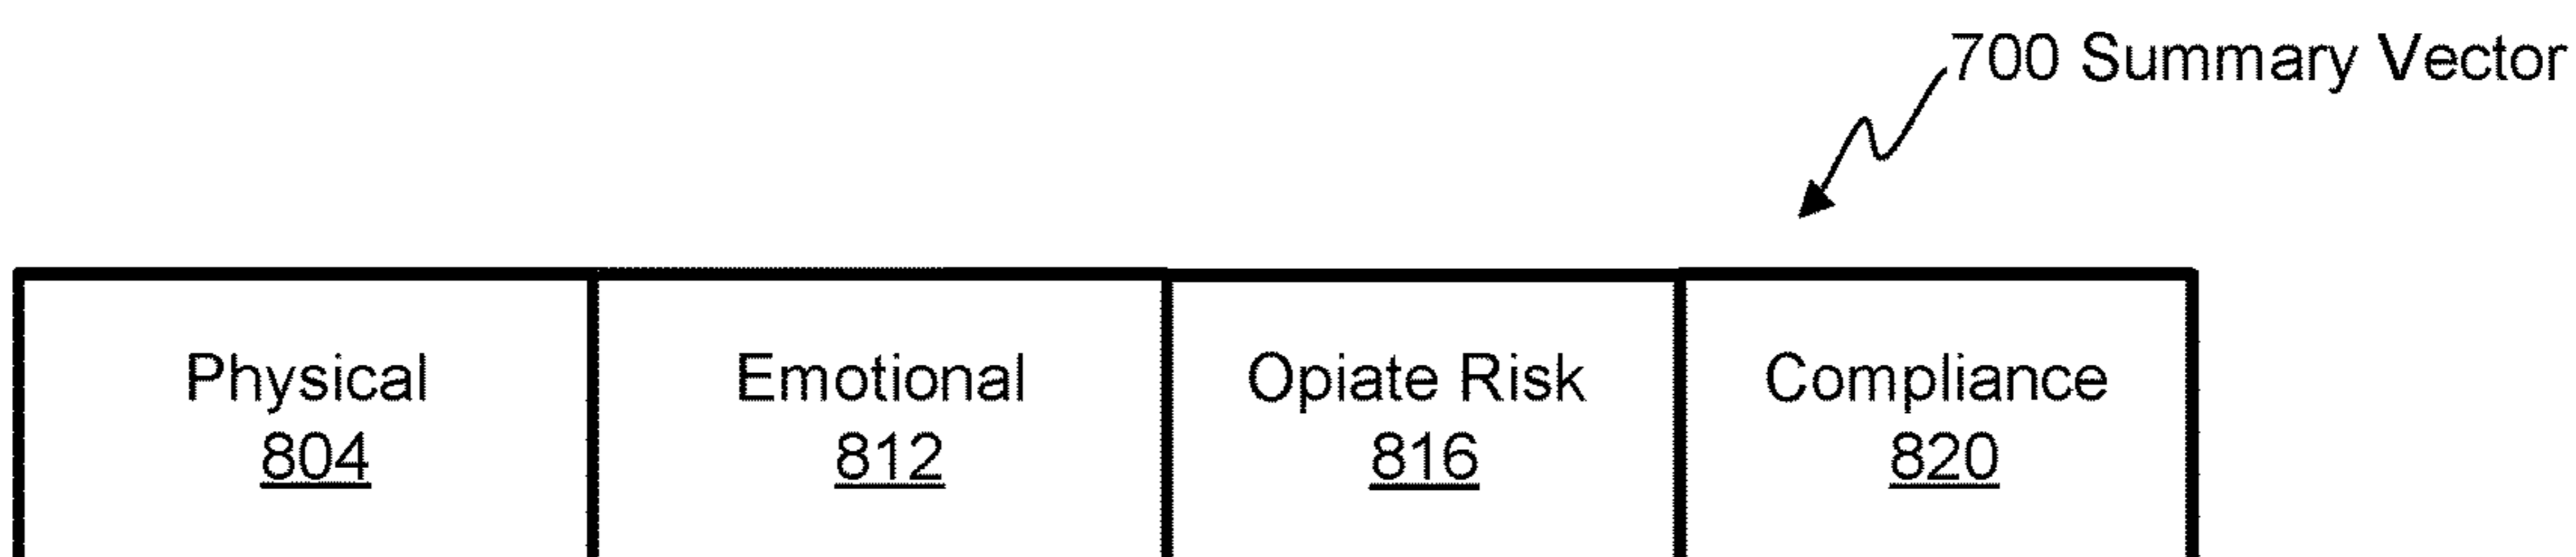 700 Summary Vector
Physical Emotional Opiate Risk Compliance
804 812 816 820